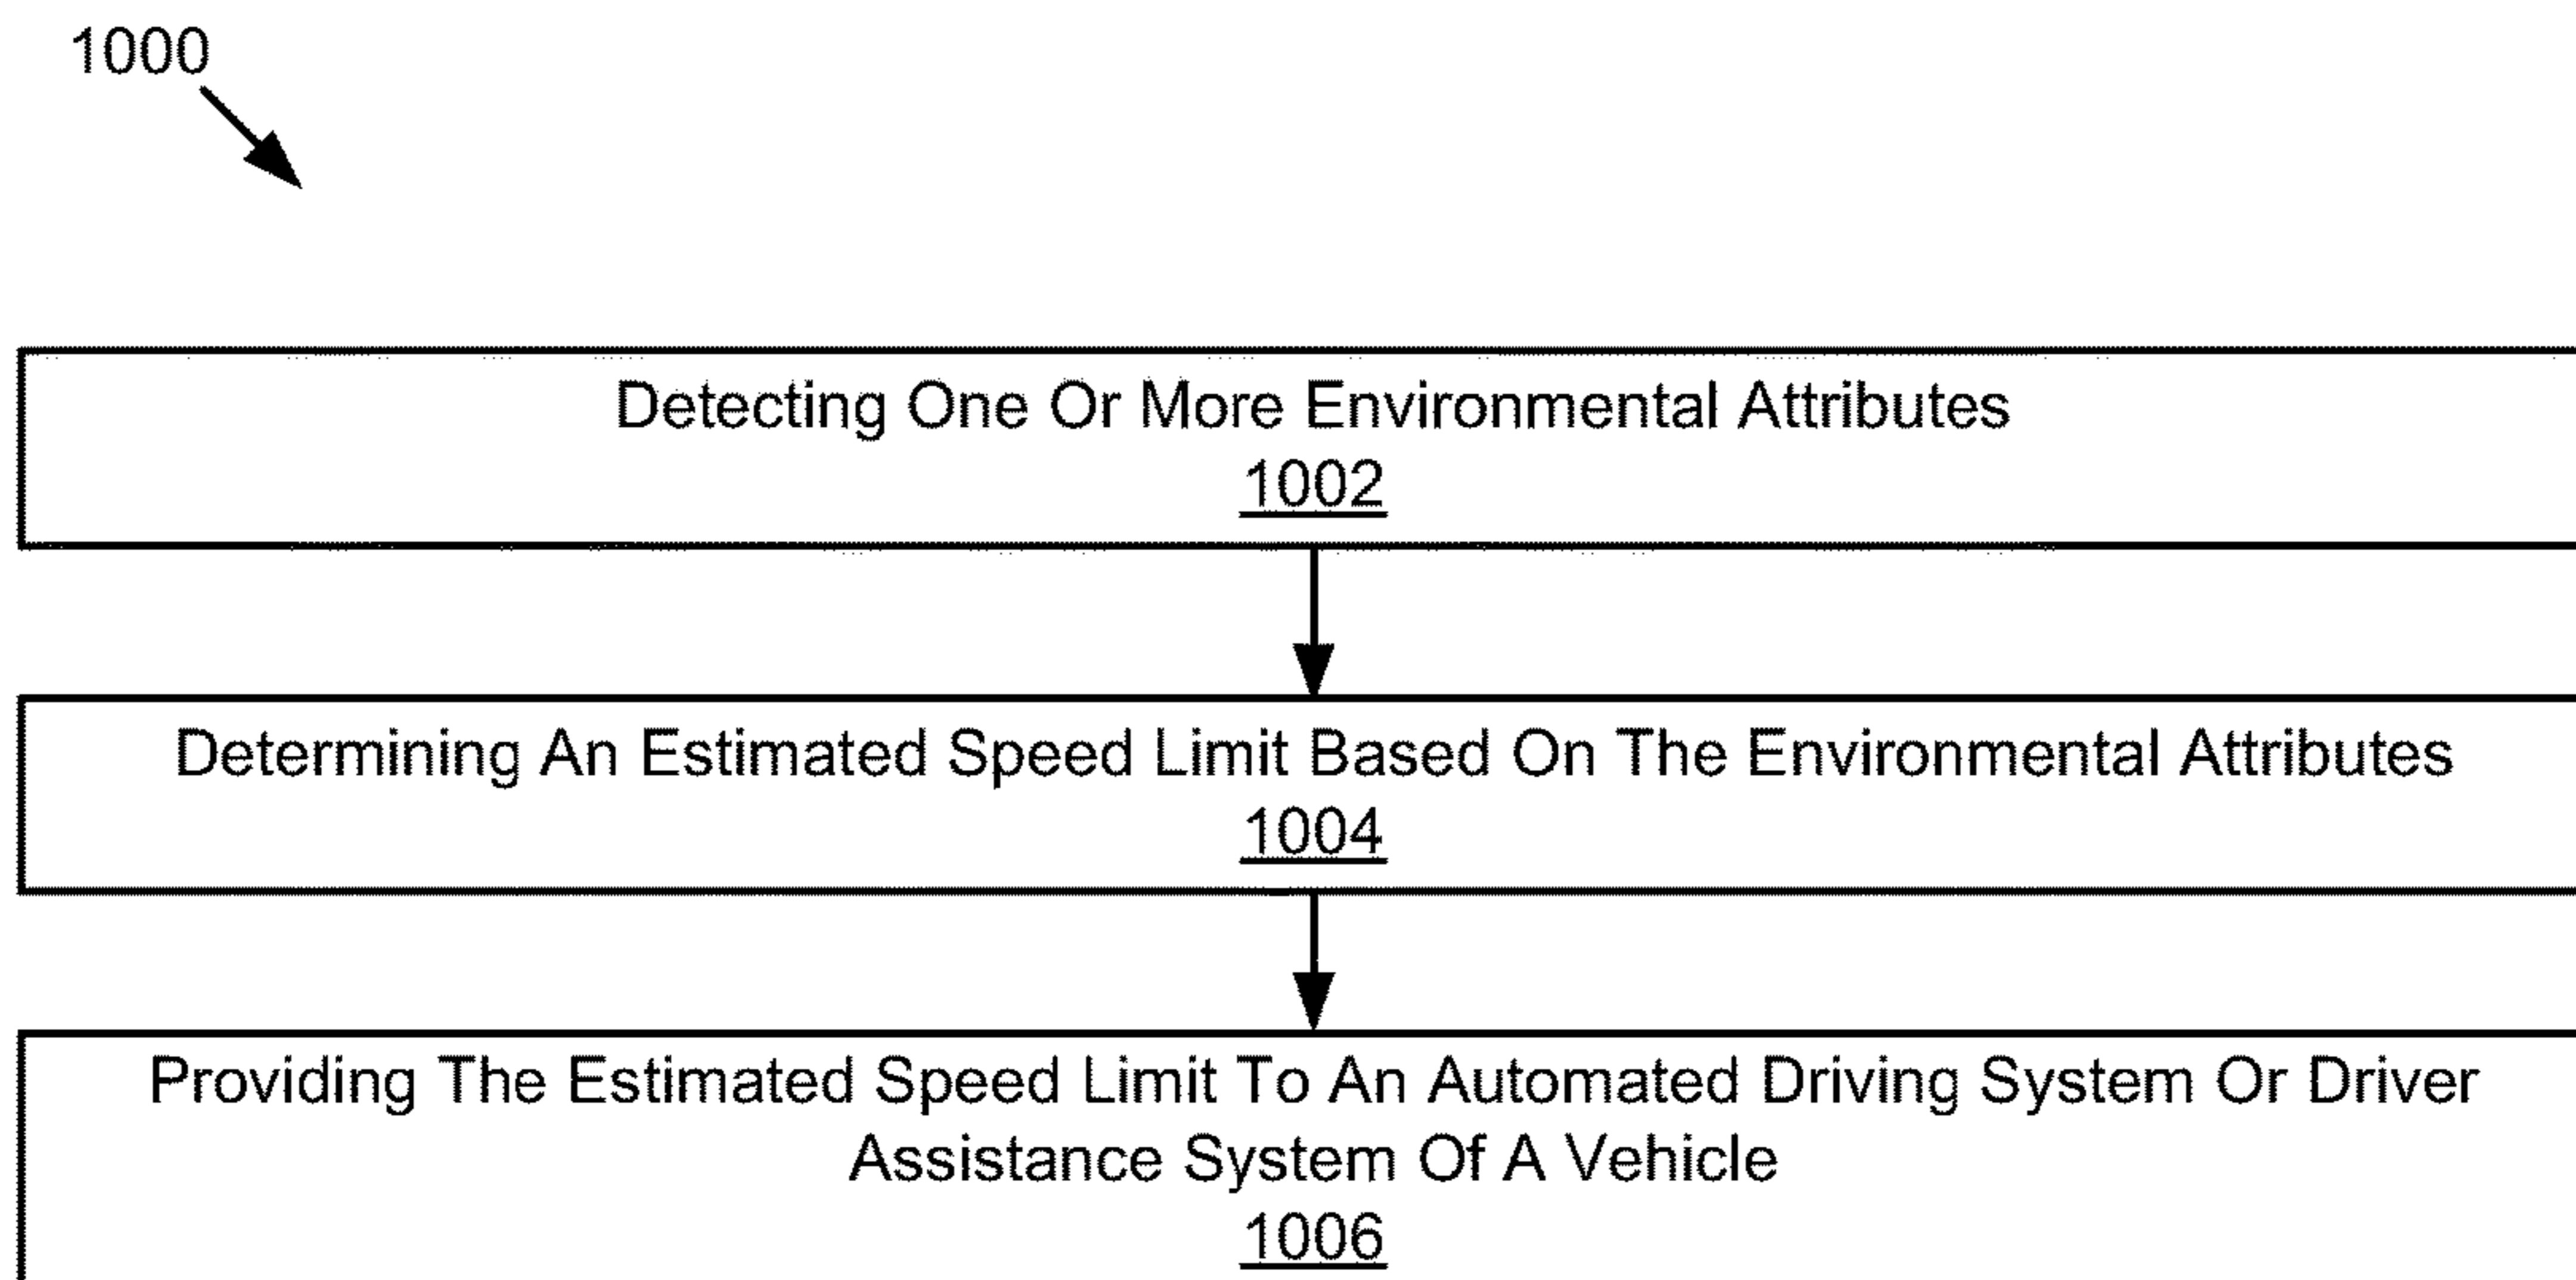 1000
Detecting One Or More Environmental Attributes
1002
Determining An Estimated Speed Limit Based On The Environmental Attributes
1004
Providing The Estimated Speed Limit To An Automated Driving System Or Driver
Assistance System Of A Vehicle
1006